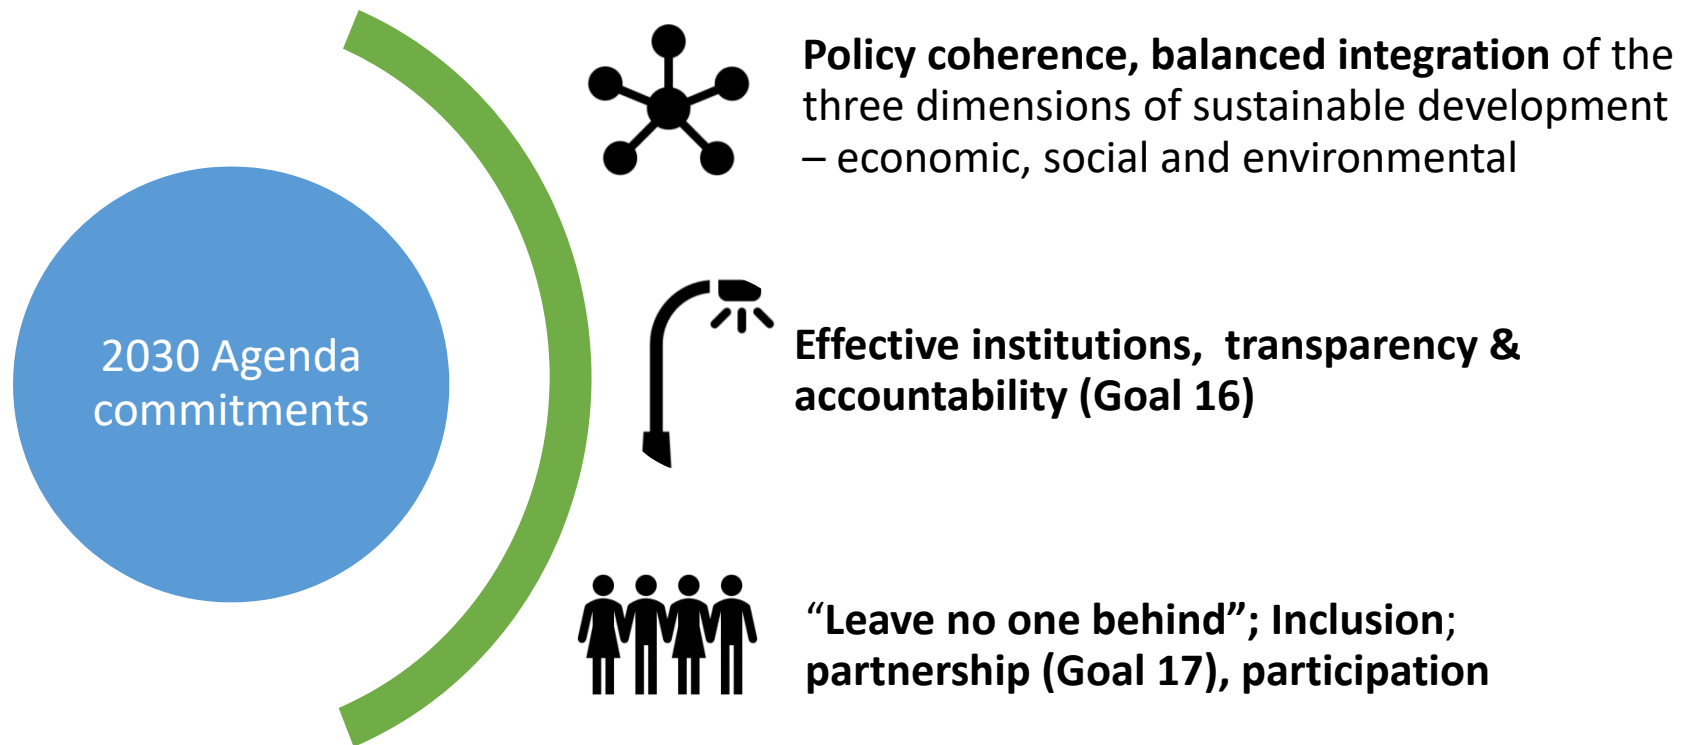 2030 Agenda
commitments
Policy coherence, balanced integration of the
three dimensions of sustainable development
– economic, social and environmental
Effective institutions,  transparency &
accountability (Goal 16)
“Leave no one behind”; Inclusion;
partnership (Goal 17), participation